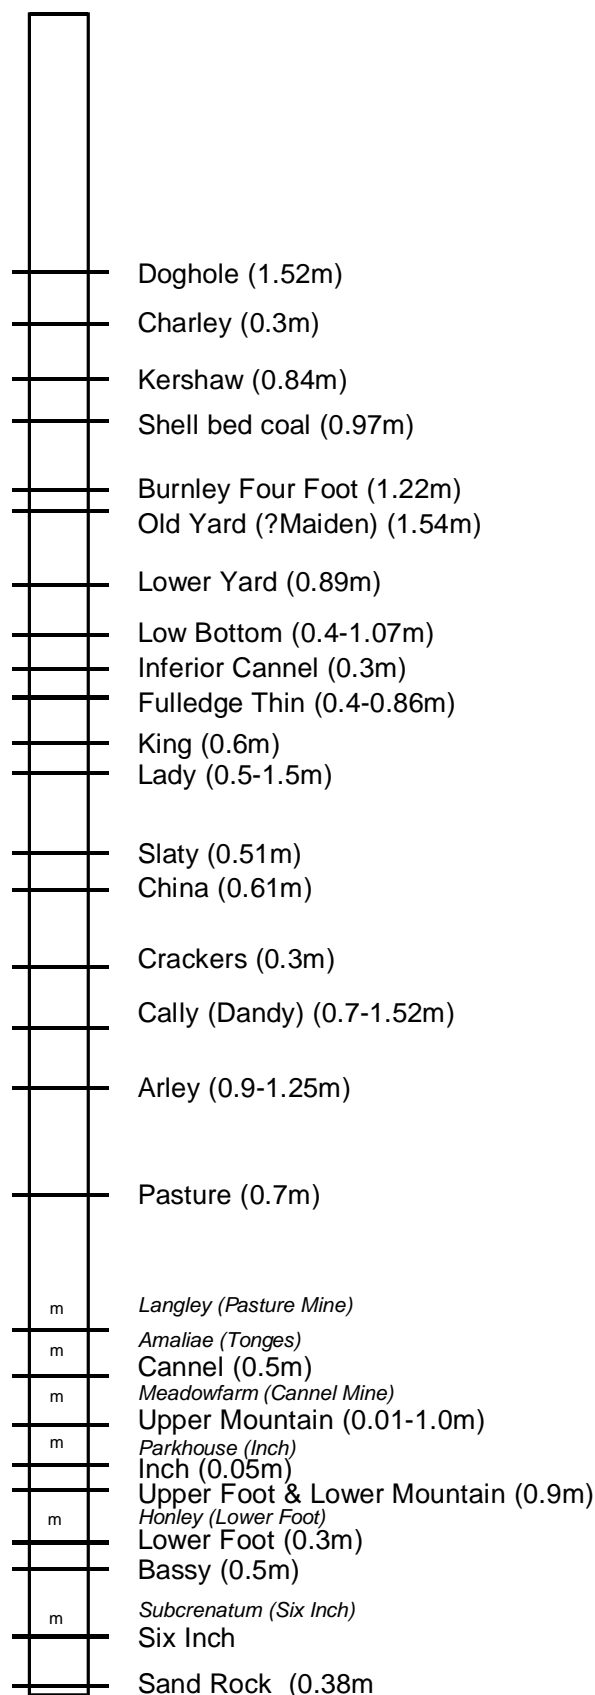 Doghole (1.52m)
Charley (0.3m)
Kershaw (0.84m)
Shell bed coal (0.97m)
Burnley Four Foot (1.22m)
Old Yard (?Maiden) (1.54m)
Lower Yard (0.89m)
Low Bottom (0.4-1.07m)
Inferior Cannel (0.3m)
Fulledge Thin (0.4-0.86m)
King (0.6m)
Lady (0.5-1.5m)
Slaty (0.51m)
China (0.61m)
Crackers (0.3m)
Cally (Dandy) (0.7-1.52m)
Arley (0.9-1.25m)
Pasture (0.7m)
m Langley (Pasture Mine)
m Amaliae (Tonges)
Cannel (0.5m)
m Meadowfarm (Cannel Mine)
Upper Mountain (0.01-1.0m)
m Parkhouse (Inch)
Inch (0.05m)
Upper Foot & Lower Mountain (0.9m)
m Honley (Lower Foot)
Lower Foot (0.3m)
Bassy (0.5m)
m Subcrenatum (Six Inch)
Six Inch
Sand Rock (0.38m